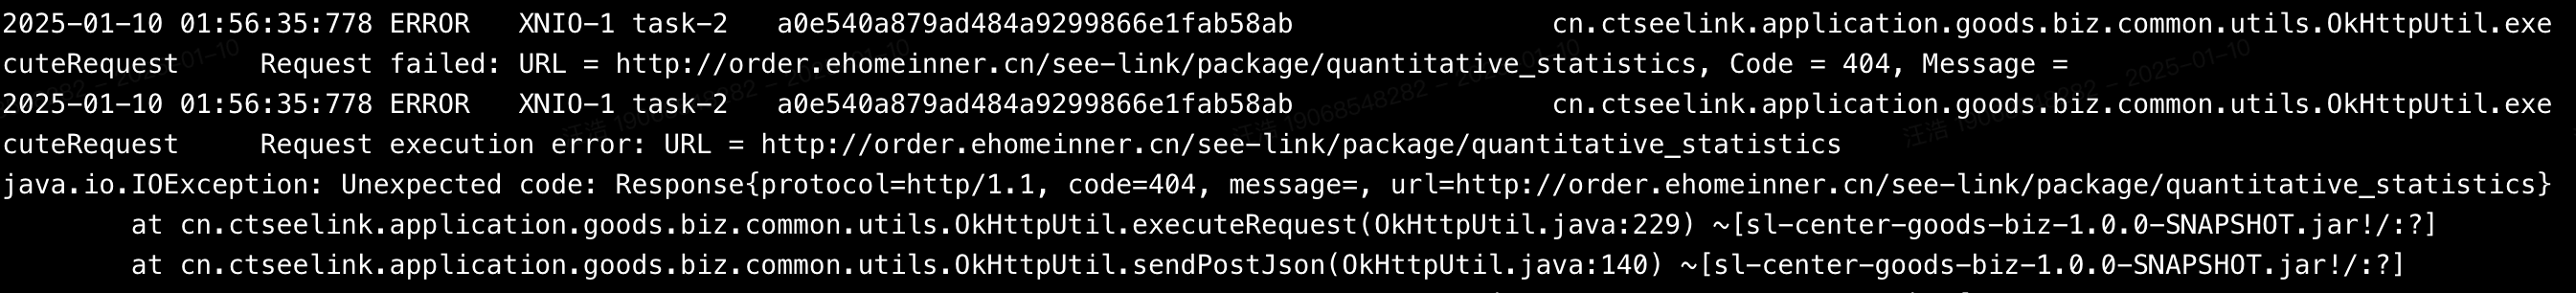 2025-01-10 01:56:35:778 ERROR   XNIO-1 task-2   a0e540a879ad484a9299866e1fab58ab                cn.ctseelink.application.goods.biz.common.utils.OkHttpUtil.exe
cuteRequest     Request failed: URL = http://order.ehomeinner.cn/see-link/package/quantitative_statistics, Code = 404, Message =
2025-01-10 01:56:35:778 ERROR   XNIO-1 task-2   a0e540a879ad484a9299866e1fab58ab                cn.ctseelink.application.goods.biz.common.utils.OkHttpUtil.exe
cuteRequest     Request execution error: URL = http://order.ehomeinner.cn/see-link/package/quantitative_statistics
java.io.IOException: Unexpected code: Response{protocol=http/1.1, code=404, message=, url=http://order.ehomeinner.cn/see-link/package/quantitative_statistics}
        at cn.ctseelink.application.goods.biz.common.utils.OkHttpUtil.executeRequest(OkHttpUtil.java:229) ~[sl-center-goods-biz-1.0.0-SNAPSHOT.jar!/:?]
        at cn.ctseelink.application.goods.biz.common.utils.OkHttpUtil.sendPostJson(OkHttpUtil.java:140) ~[sl-center-goods-biz-1.0.0-SNAPSHOT.jar!/:?]